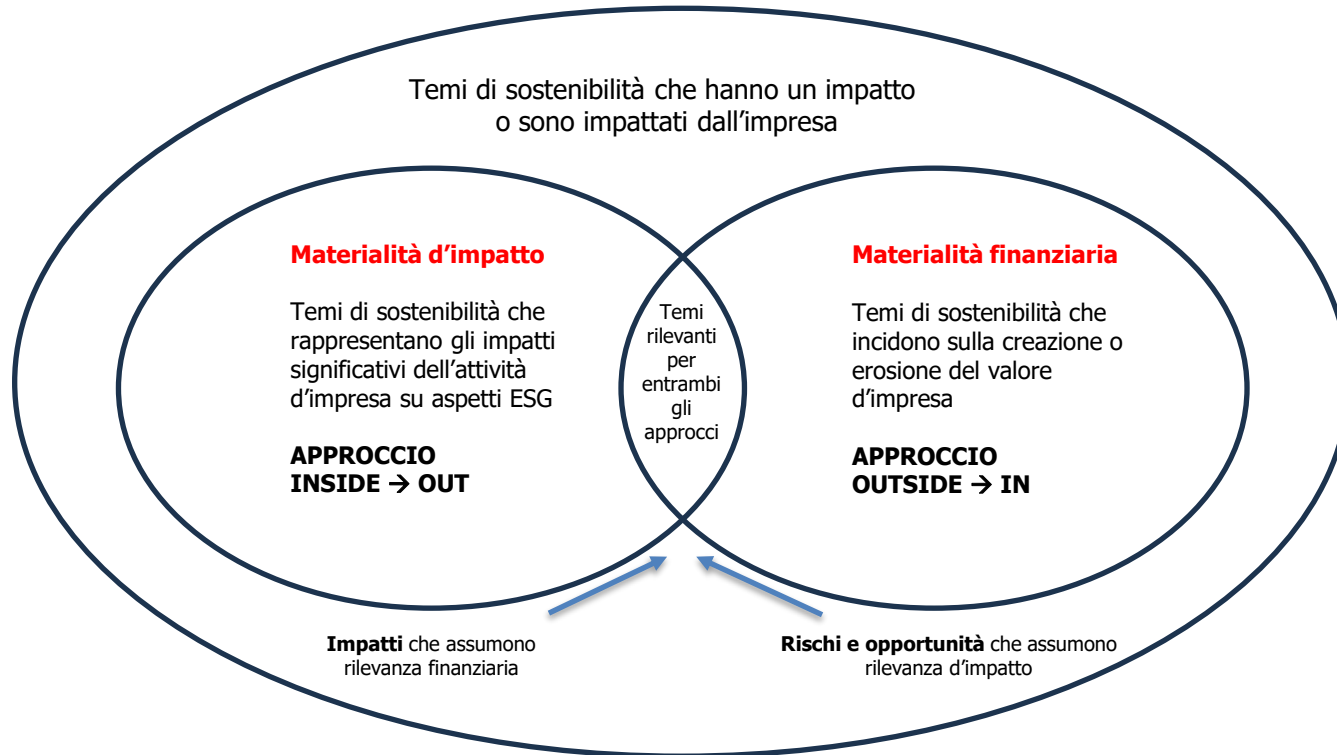 Temi di sostenibilità che hanno un impatto
o sono impattati dall’impresa
Materialità d’impatto
Temi di sostenibilità che
rappresentano gli impatti
significativi dell’attività
d’impresa su aspetti ESG
APPROCCIO
INSIDE → OUT
Temi
rilevanti
per
entrambi
gli
approcci
Materialità finanziaria
Temi di sostenibilità che
incidono sulla creazione o
erosione del valore
d’impresa
APPROCCIO
OUTSIDE → IN
Impatti che assumono
rilevanza finanziaria
Rischi e opportunità che assumono
rilevanza d’impatto